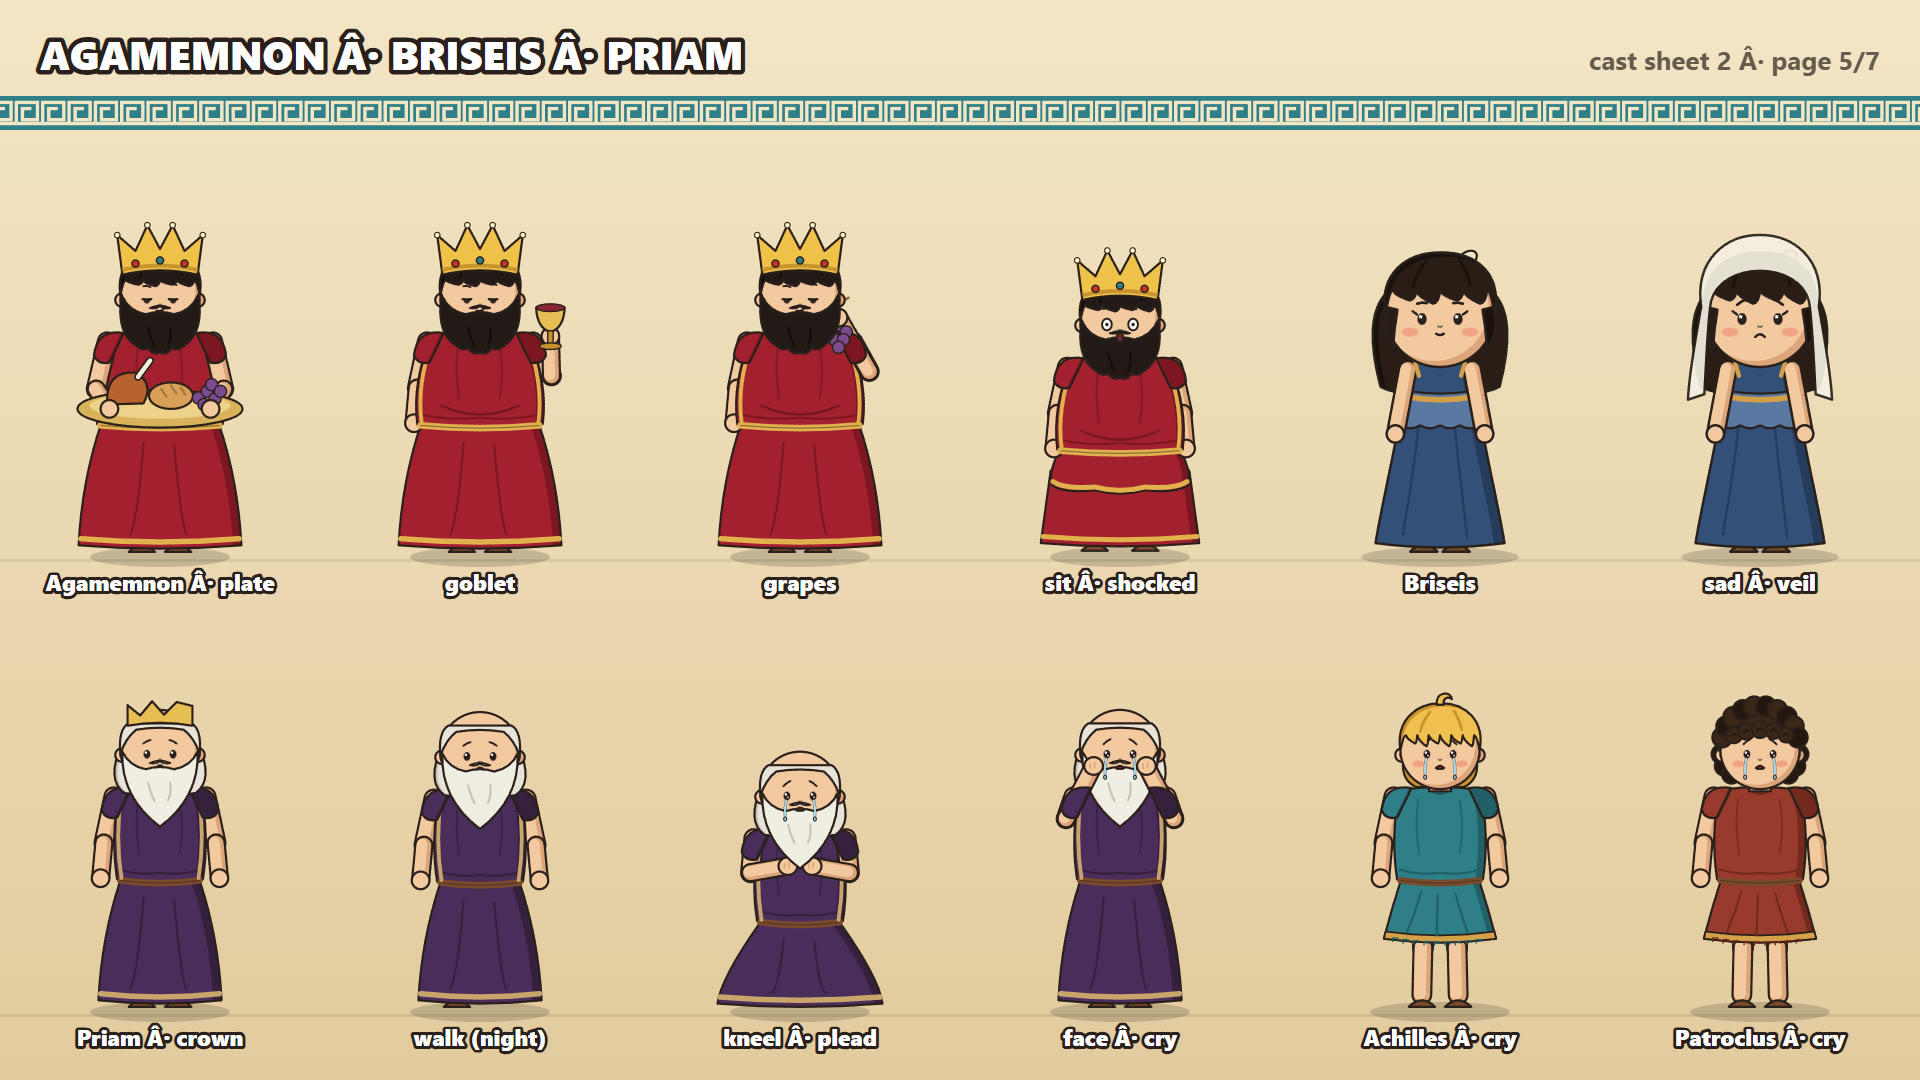 AGAMEMNON Â· BRISEIS Â· PRIAM
cast sheet 2 Â· page 5/7
Agamemnon Â· plate
goblet
grapes
sit Â· shocked
Briseis
sad Â· veil
Priam Â· crown
walk (night)
kneel Â· plead
face Â· cry
Achilles Â· cry
Patroclus Â· cry